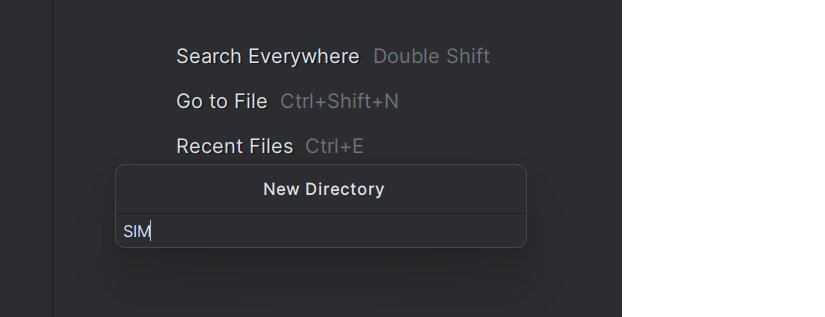 Search Everywhere Double Shift
Go to File Ctrl+Shift+N
Recent Files Ctrl+E
New Directory
SIM